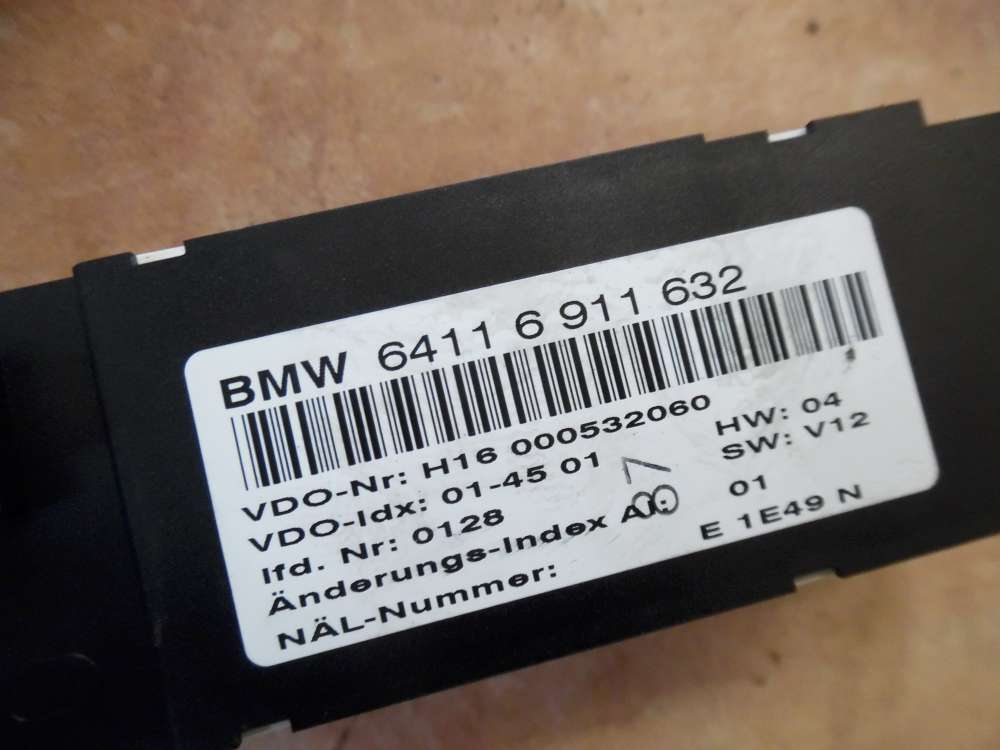 BMW 6411 6 911 632
VDO-Nr: H16 000532060 HW: 04
VDO-Idx: 01-45 01 SW: V12
lfd. Nr: 0128
Änderungs-Index AI: 01
NÄL-Nummer: E 1E49 N